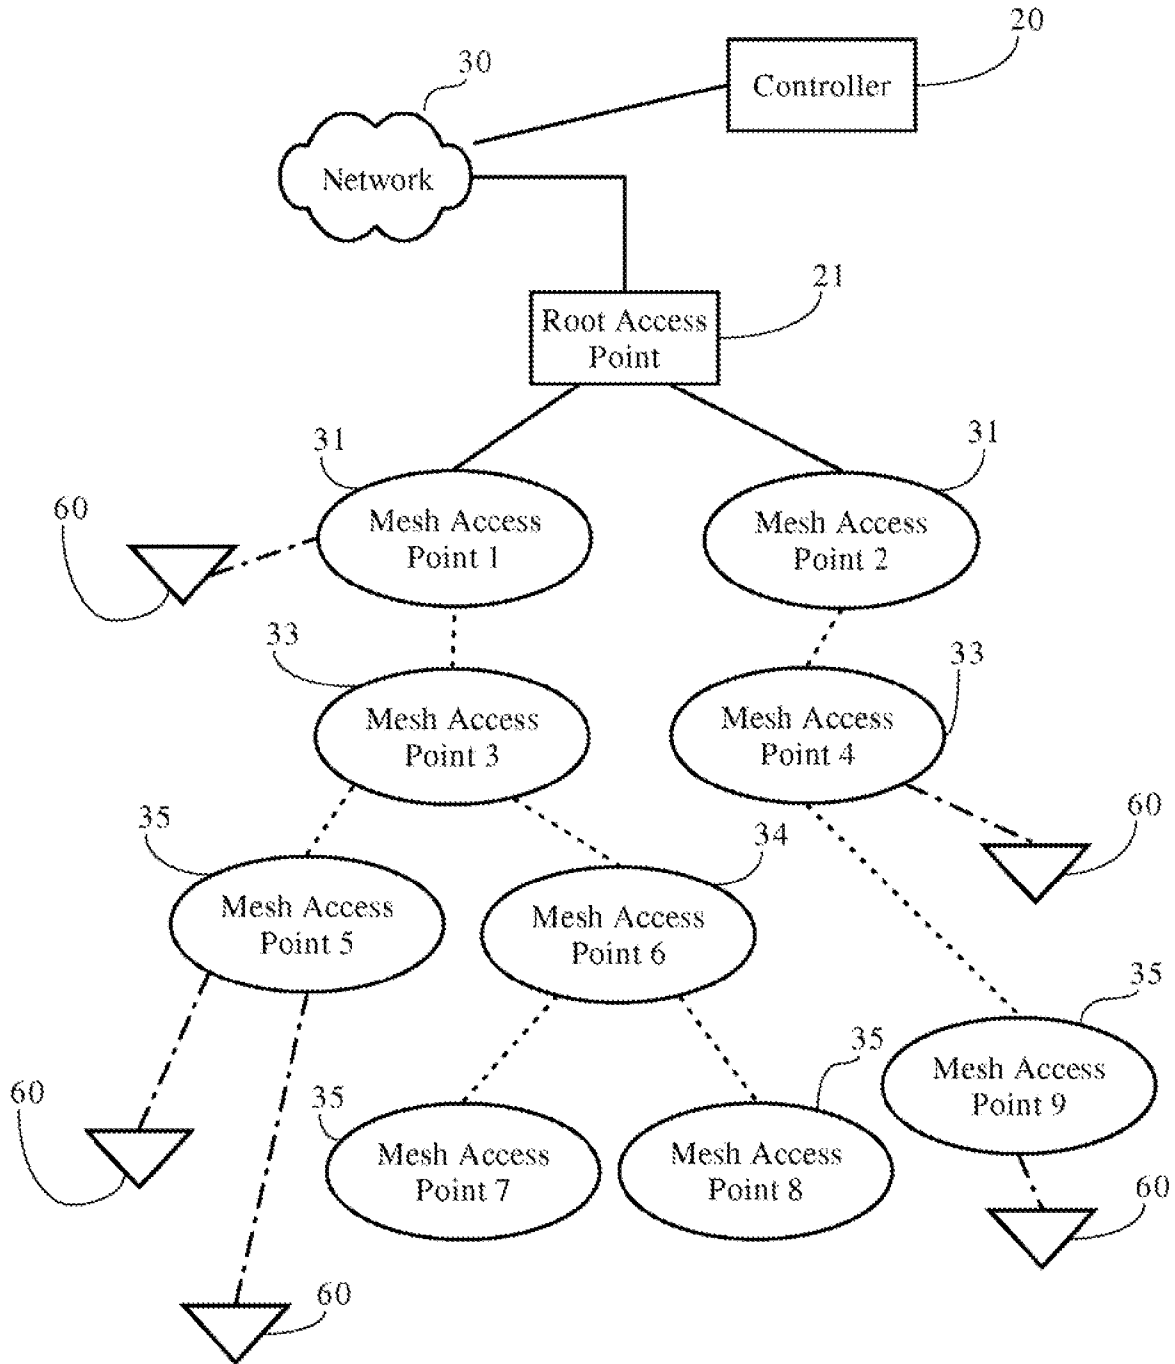 20
30
Controller
Network
21
Root Access
Point
31
31
60
Mesh Access
Point 1
Mesh Access
Point 2
33
33
Mesh Access
Point 3
Mesh Access
Point 4
35
34
60
Mesh Access
Point 5
Mesh Access
Point 6
35
35
Mesh Access
Point 9
60
35
Mesh Access
Point 7
Mesh Access
Point 8
60
60